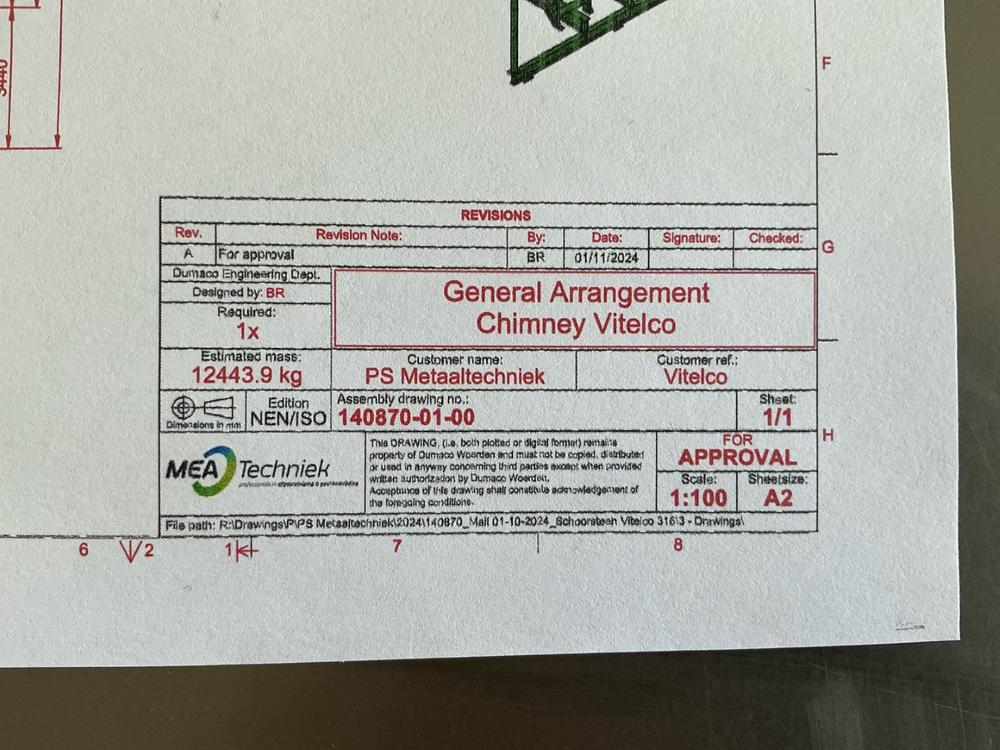 3440
F
REVISIONS
Rev. Revision Note: By: Date: Signature: Checked:
A For approval BR 01/11/2024
G
Dumaco Engineering Dept.
Designed by: BR
General Arrangement
Chimney Vitelco
Required:
1x
Estimated mass: Customer name: Customer ref.:
12443.9 kg PS Metaaltechniek Vitelco
Dimensions in mm
Edition
NEN/ISO
Assembly drawing no.:
140870-01-00
Sheet:
1/1
H
MEA Techniek
This DRAWING, (i.e. both plotted or digital format) remains
property of Dumaco Woerden and must not be copied, distributed
or used in anyway concerning third parties except when provided
written authorization by Dumaco Woerden,
Acceptance of this drawing shall constitute acknowledgement of
the foregoing conditions.
FOR
APPROVAL
Scale: Sheetsize:
1:100 A2
File path: R:\Drawings\P\PS Metaaltechniek\2024\140870_Mail 01-10-2024_Schoorsteen Vitelco 316\3 - Drawings\
6 2 1 7 8